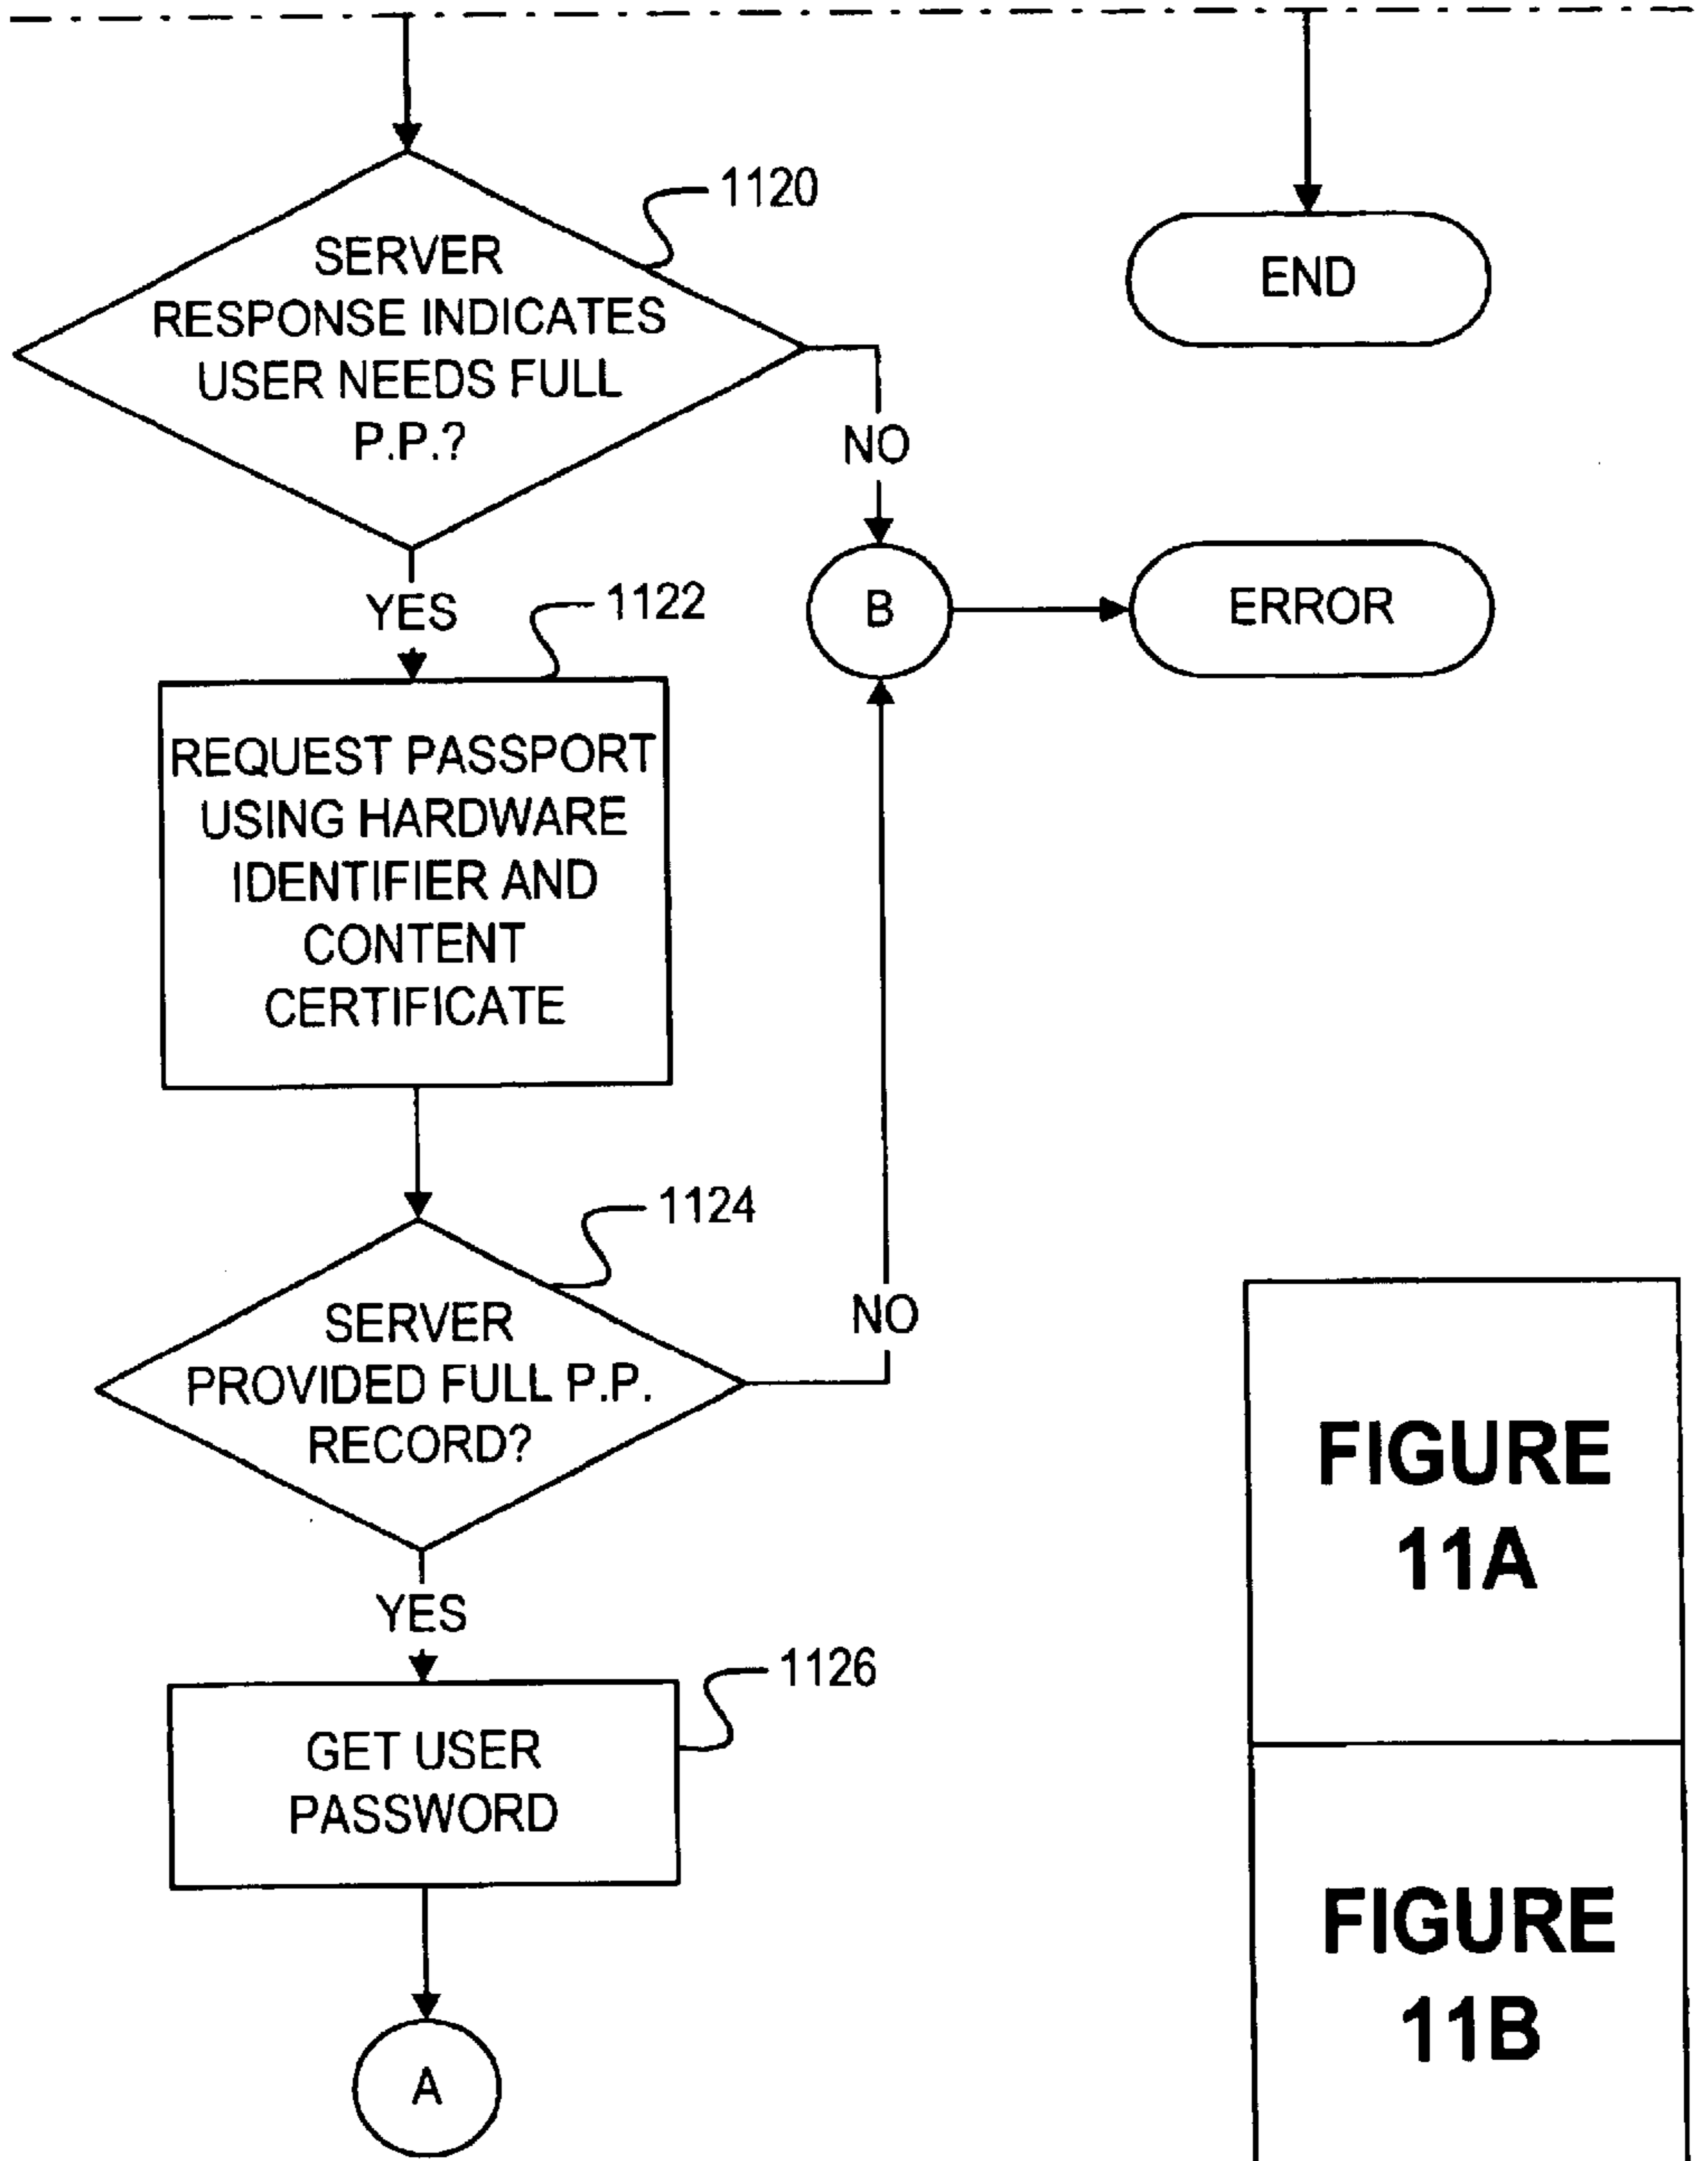 1120
SERVER
RESPONSE INDICATES
USER NEEDS FULL
P.P.?
END
NO
YES
1122
B
ERROR
REQUEST PASSPORT
USING HARDWARE
IDENTIFIER AND
CONTENT
CERTIFICATE
1124
SERVER
PROVIDED FULL P.P.
RECORD?
NO
YES
1126
GET USER
PASSWORD
A
FIGURE
11A
FIGURE
11B